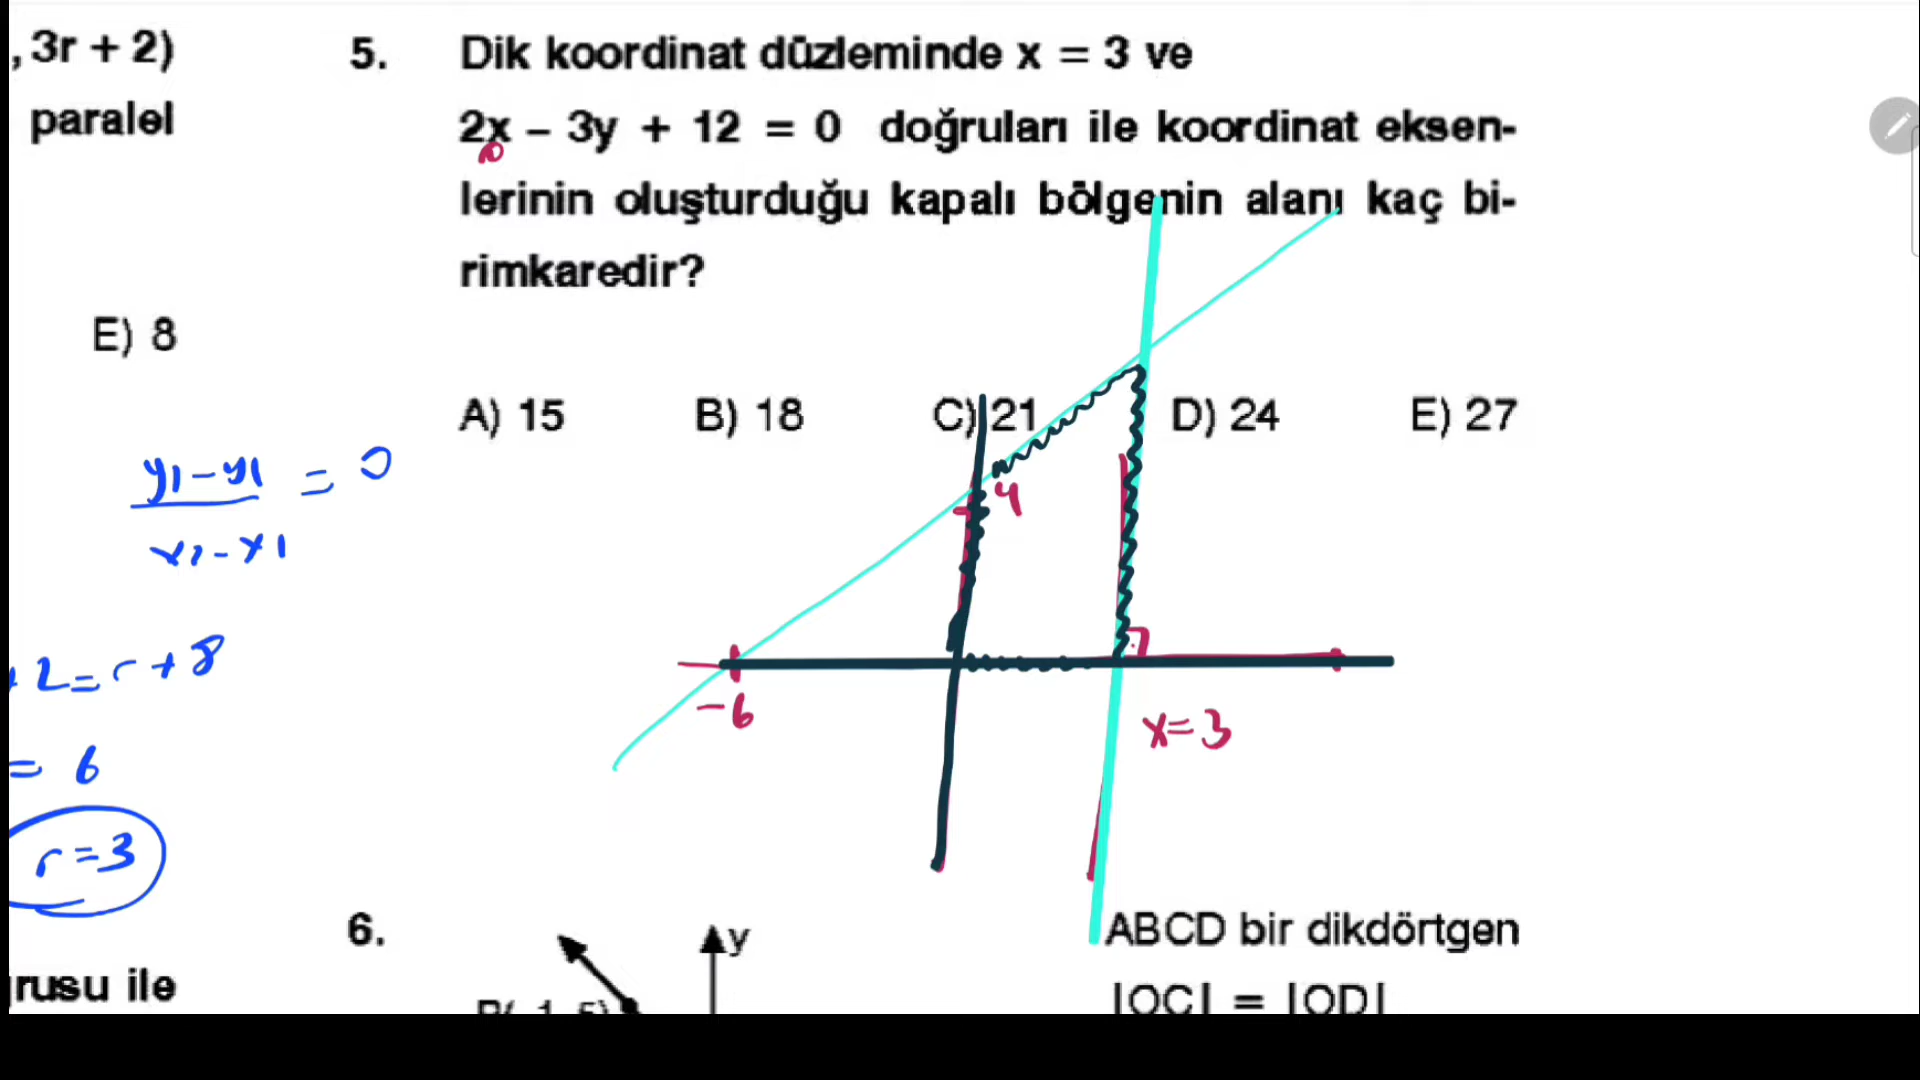 , 3r + 2)
paralel
E) 8
y₁ - y₁ = 0
x₁ - x₁
+ 2 = r + 8
= 6
r = 3
rusu ile
5. Dik koordinat düzleminde x = 3 ve
2x – 3y + 12 = 0 doğruları ile koordinat eksen-
0
lerinin oluşturduğu kapalı bölgenin alanı kaç bi-
rimkaredir?
A) 15 B) 18 C) 21 D) 24 E) 27
4
-6
x = 3
6.
y
ABCD bir dikdörtgen
|OC| = |OD|